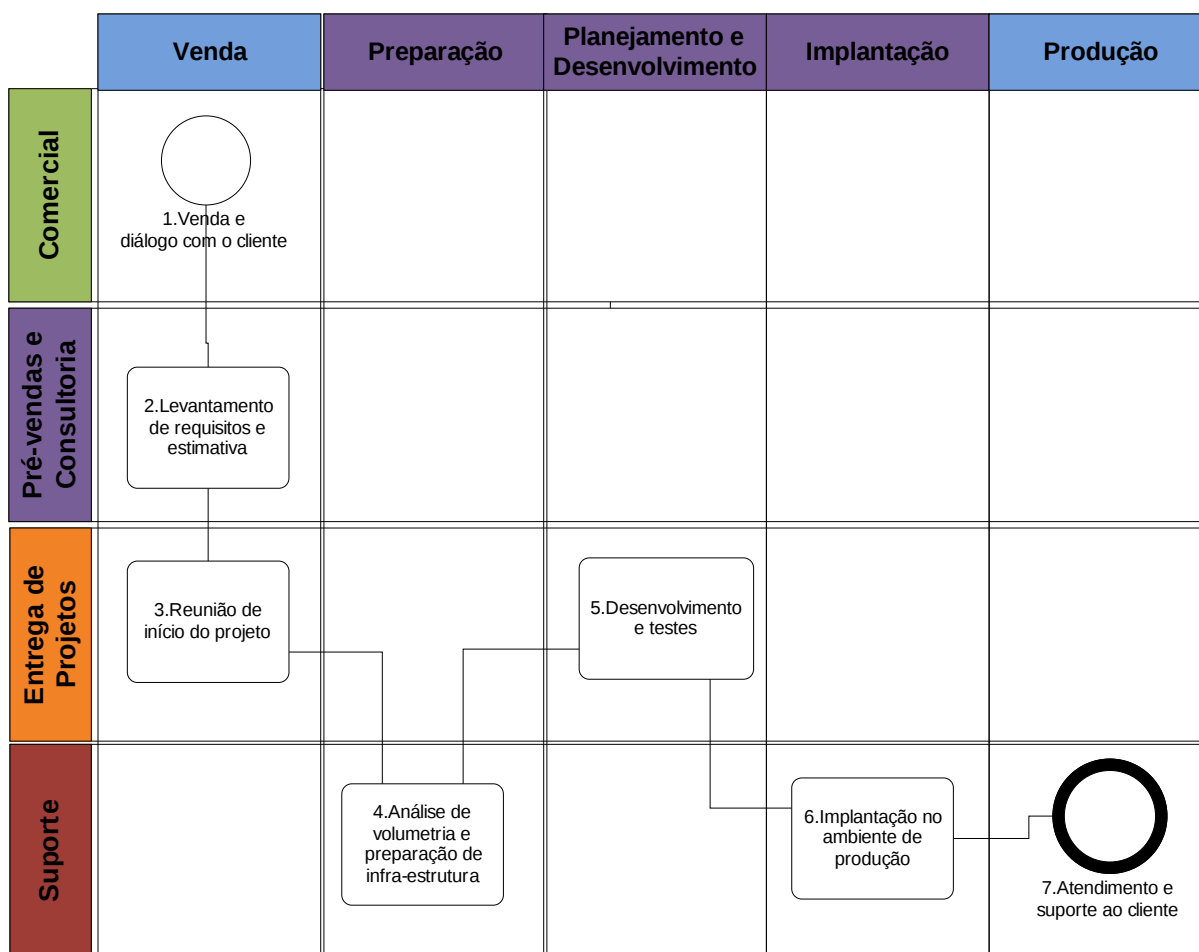 Venda
Preparação
Planejamento e
Desenvolvimento
Implantação
Produção
Comercial
1.Venda e
diálogo com o cliente
Pré-vendas e
Consultoria
2.Levantamento
de requisitos e
estimativa
Entrega de
Projetos
3.Reunião de
início do projeto
5.Desenvolvimento
e testes
Suporte
4.Análise de
volumetria e
preparação de
infra-estrutura
6.Implantação no
ambiente de
produção
7.Atendimento e
suporte ao cliente